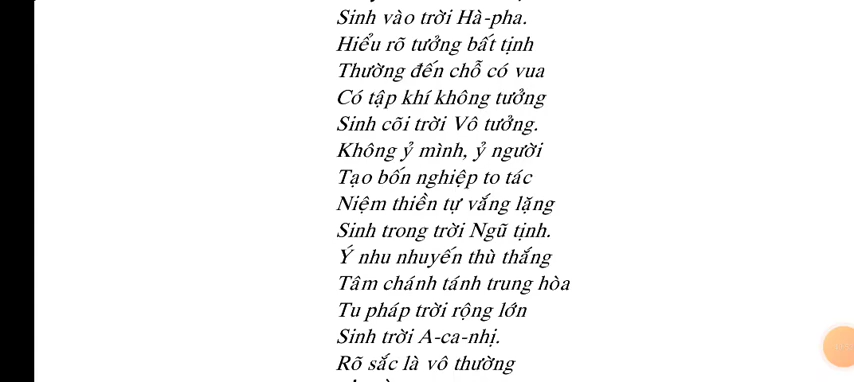 Sinh vào trời Hà-pha.
Hiểu rõ tưởng bất tịnh
Thường đến chỗ có vua
Có tập khí không tưởng
Sinh cõi trời Vô tưởng.
Không ỷ mình, ỷ người
Tạo bốn nghiệp to tác
Niệm thiền tự vắng lặng
Sinh trong trời Ngũ tịnh.
Ý nhu nhuyến thù thắng
Tâm chánh tánh trung hòa
Tu pháp trời rộng lớn
Sinh trời A-ca-nhị.
Rõ sắc là vô thường